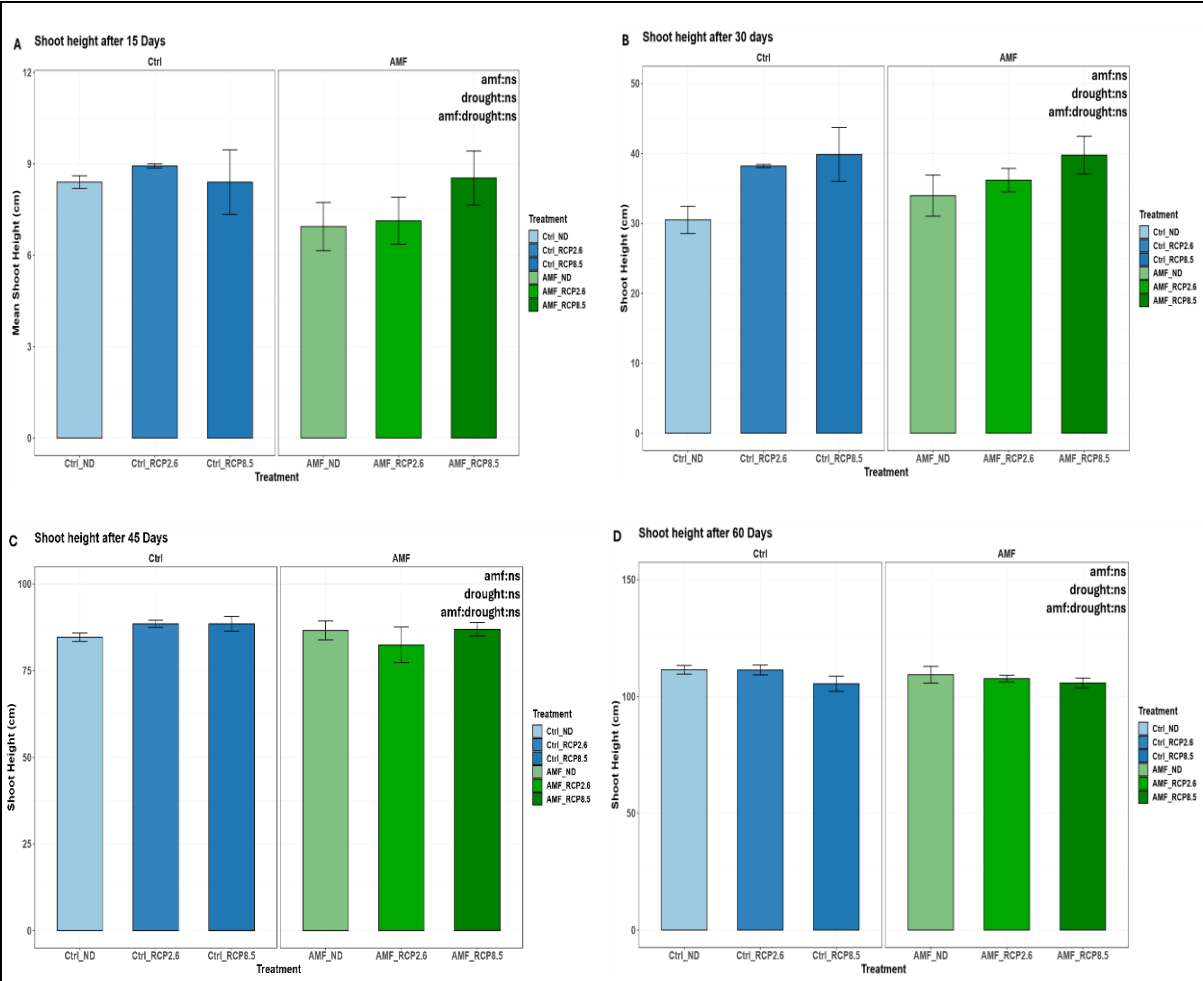 A Shoot height after 15 Days
Ctrl AMF
amf:ns
drought:ns
amf:drought:ns
12
9
6
3
0
Mean Shoot Height (cm)
Ctrl_ND Ctrl_RCP2.6 Ctrl_RCP8.5 AMF_ND AMF_RCP2.6 AMF_RCP8.5
Treatment
Treatment
Ctrl_ND
Ctrl_RCP2.6
Ctrl_RCP8.5
AMF_ND
AMF_RCP2.6
AMF_RCP8.5
B Shoot height after 30 days
Ctrl AMF
amf:ns
drought:ns
amf:drought:ns
50
40
30
20
10
0
Shoot Height (cm)
Ctrl_ND Ctrl_RCP2.6 Ctrl_RCP8.5 AMF_ND AMF_RCP2.6 AMF_RCP8.5
Treatment
Treatment
Ctrl_ND
Ctrl_RCP2.6
Ctrl_RCP8.5
AMF_ND
AMF_RCP2.6
AMF_RCP8.5
C Shoot height after 45 Days
Ctrl AMF
amf:ns
drought:ns
amf:drought:ns
100
75
50
25
0
Shoot Height (cm)
Ctrl_ND Ctrl_RCP2.6 Ctrl_RCP8.5 AMF_ND AMF_RCP2.6 AMF_RCP8.5
Treatment
Treatment
Ctrl_ND
Ctrl_RCP2.6
Ctrl_RCP8.5
AMF_ND
AMF_RCP2.6
AMF_RCP8.5
D Shoot height after 60 Days
Ctrl AMF
amf:ns
drought:ns
amf:drought:ns
150
100
50
0
Shoot Height (cm)
Ctrl_ND Ctrl_RCP2.6 Ctrl_RCP8.5 AMF_ND AMF_RCP2.6 AMF_RCP8.5
Treatment
Treatment
Ctrl_ND
Ctrl_RCP2.6
Ctrl_RCP8.5
AMF_ND
AMF_RCP2.6
AMF_RCP8.5